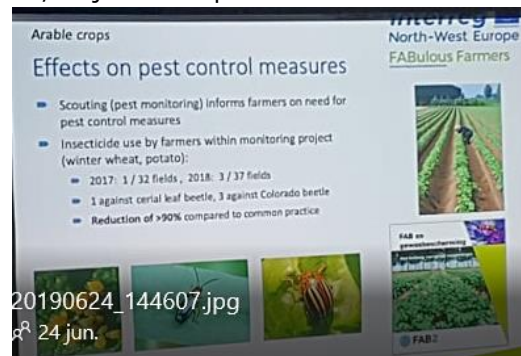 Arable crops
Effects on pest control measures
Scouting (pest monitoring) informs farmers on need for
pest control measures
Insecticide use by farmers within monitoring project
(winter wheat, potato):
2017: 1 / 32 fields, 2018: 3 / 37 fields
1 against cerial leaf beetle, 3 against Colorado beetle
Reduction of >90% compared to common practice
Interreg
North-West Europe
FABulous Farmers
FAB en
gewasbescherming
FAB2
20190624_144607.jpg
24 jun.